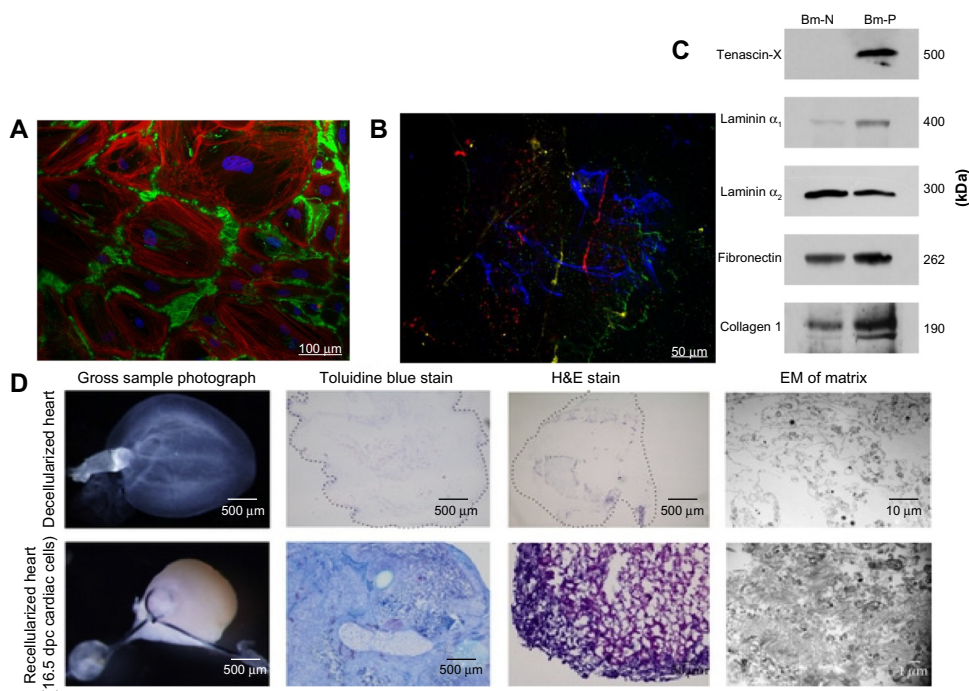 A
100 μm
B
50 μm
C
Bm-N Bm-P
Tenascin-X 500
Laminin α1 400
Laminin α2 300
Fibronectin 262
Collagen 1 190
(kDa)
D
Gross sample photograph Toluidine blue stain H&E stain EM of matrix
Decellularized heart
500 μm 500 μm 500 μm 10 μm
Recellularized heart
(16.5 dpc cardiac cells)
500 μm 500 μm 1 μm